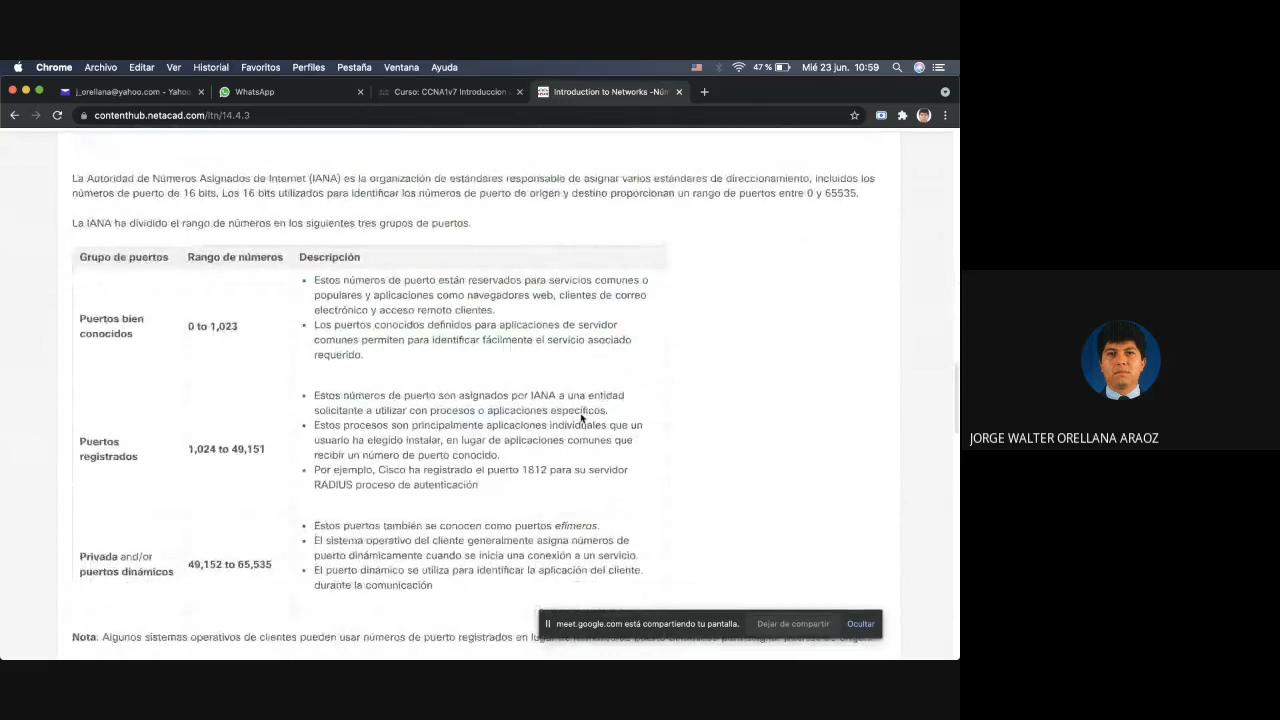 Chrome Archivo Editar Ver Historial Favoritos Perfiles Pestaña Ventana Ayuda 47 % Mié 23 jun. 10:59
j_orellana@yahoo.com - Yahoo WhatsApp Curso: CCNA1v7 Introduccion Introduction to Networks -Núm
contenthub.netacad.com/itn/14.4.3
La Autoridad de Números Asignados de Internet (IANA) es la organización de estándares responsable de asignar varios estándares de direccionamiento, incluidos los
números de puerto de 16 bits. Los 16 bits utilizados para identificar los números de puerto de origen y destino proporcionan un rango de puertos entre 0 y 65535.
La IANA ha dividido el rango de números en los siguientes tres grupos de puertos.
Grupo de puertos Rango de números Descripción
Puertos bien
conocidos
0 to 1,023
Estos números de puerto están reservados para servicios comunes o
populares y aplicaciones como navegadores web, clientes de correo
electrónico y acceso remoto clientes.
Los puertos conocidos definidos para aplicaciones de servidor
comunes permiten para identificar fácilmente el servicio asociado
requerido.
Puertos
registrados
1,024 to 49,151
Estos números de puerto son asignados por IANA a una entidad
solicitante a utilizar con procesos o aplicaciones específicos.
Estos procesos son principalmente aplicaciones individuales que un
usuario ha elegido instalar, en lugar de aplicaciones comunes que
recibir un número de puerto conocido.
Por ejemplo, Cisco ha registrado el puerto 1812 para su servidor
RADIUS proceso de autenticación
Privada and/or
puertos dinámicos
49,152 to 65,535
Estos puertos también se conocen como puertos efímeros.
El sistema operativo del cliente generalmente asigna números de
puerto dinámicamente cuando se inicia una conexión a un servicio.
El puerto dinámico se utiliza para identificar la aplicación del cliente.
durante la comunicación
meet.google.com está compartiendo tu pantalla. Dejar de compartir Ocultar
Nota: Algunos sistemas operativos de clientes pueden usar números de puerto registrados en
JORGE WALTER ORELLANA ARAOZ